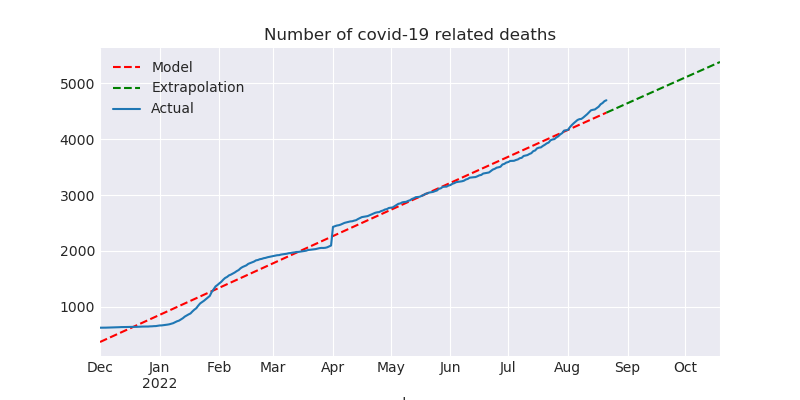 Number of covid-19 related deaths
Model
Extrapolation
Actual
5000
4000
3000
2000
1000
Dec Jan Feb Mar Apr May Jun Jul Aug Sep Oct
2022